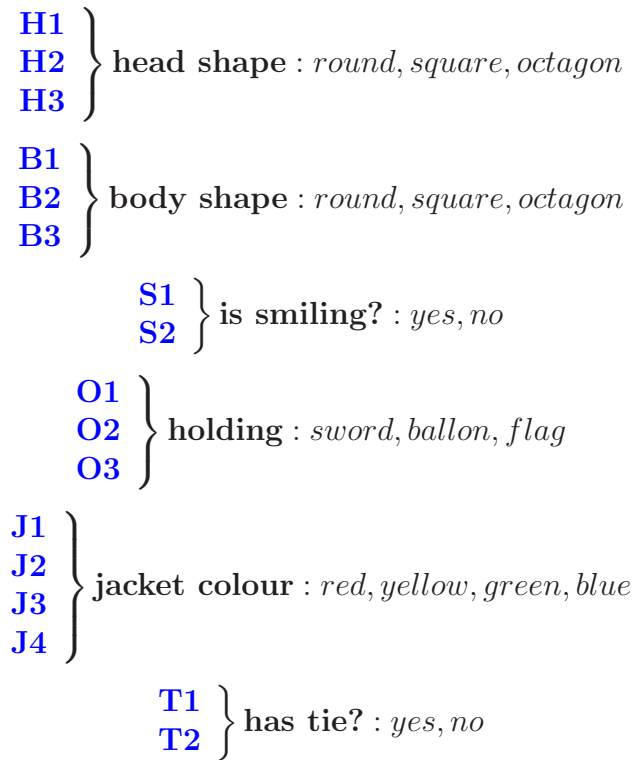 H1
H2
H3
head shape : round, square, octagon
B1
B2
B3
body shape : round, square, octagon
S1
S2
is smiling? : yes, no
O1
O2
O3
holding : sword, ballon, flag
J1
J2
J3
J4
jacket colour : red, yellow, green, blue
T1
T2
has tie? : yes, no